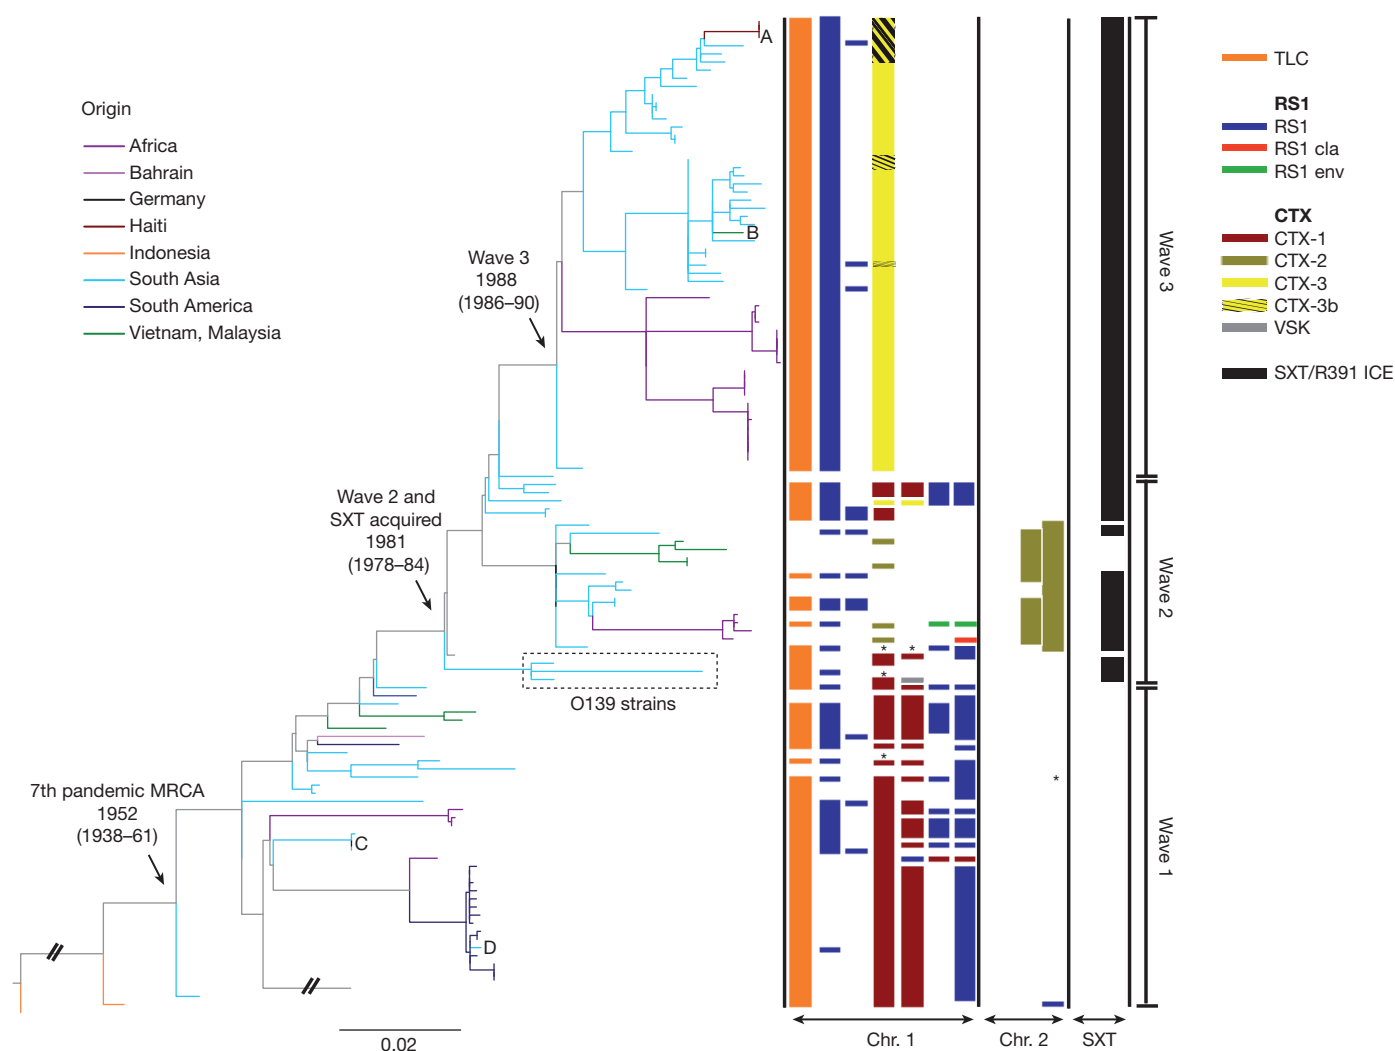 Origin
Africa
Bahrain
Germany
Haiti
Indonesia
South Asia
South America
Vietnam, Malaysia
A
B
Wave 3
1988
(1986–90)
Wave 2 and
SXT acquired
1981
(1978–84)
O139 strains
7th pandemic MRCA
1952
(1938–61)
C
D
0.02
* *
*
*
*
Chr. 1
Chr. 2
SXT
Wave 3
Wave 2
Wave 1
TLC
RS1
RS1
RS1 cla
RS1 env
CTX
CTX-1
CTX-2
CTX-3
CTX-3b
VSK
SXT/R391 ICE